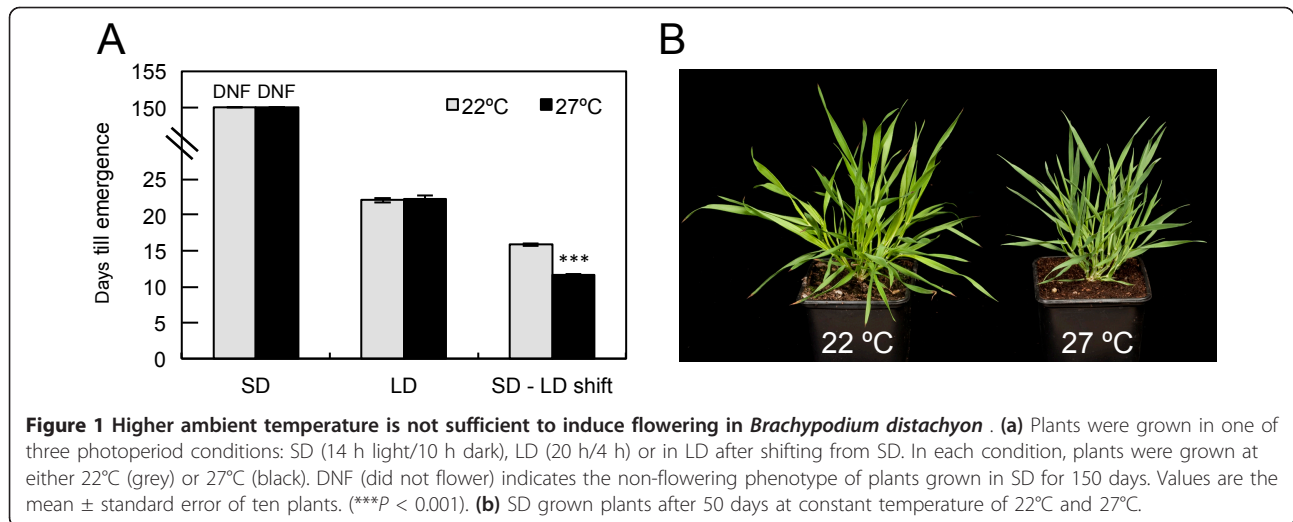 A
B
155
150
25
20
15
10
5
0
Days till emergence
DNF DNF
22ºC 27ºC
***
SD LD SD - LD shift
22 ºC 27 ºC
Figure 1 Higher ambient temperature is not sufficient to induce flowering in Brachypodium distachyon . (a) Plants were grown in one of
three photoperiod conditions: SD (14 h light/10 h dark), LD (20 h/4 h) or in LD after shifting from SD. In each condition, plants were grown at
either 22°C (grey) or 27°C (black). DNF (did not flower) indicates the non-flowering phenotype of plants grown in SD for 150 days. Values are the
mean ± standard error of ten plants. (***P < 0.001). (b) SD grown plants after 50 days at constant temperature of 22°C and 27°C.